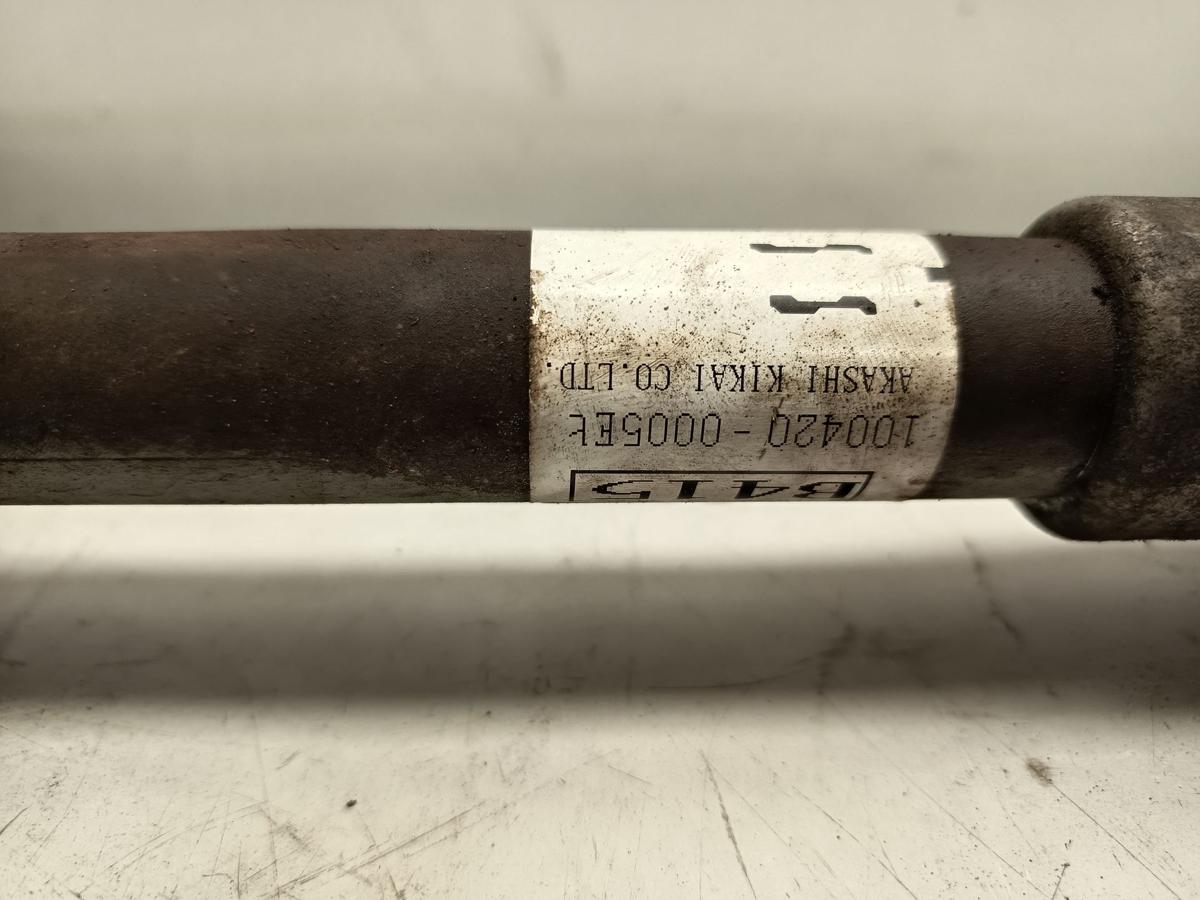 B415
100420-0005E
AKASHI KIKAI CO.LTD.